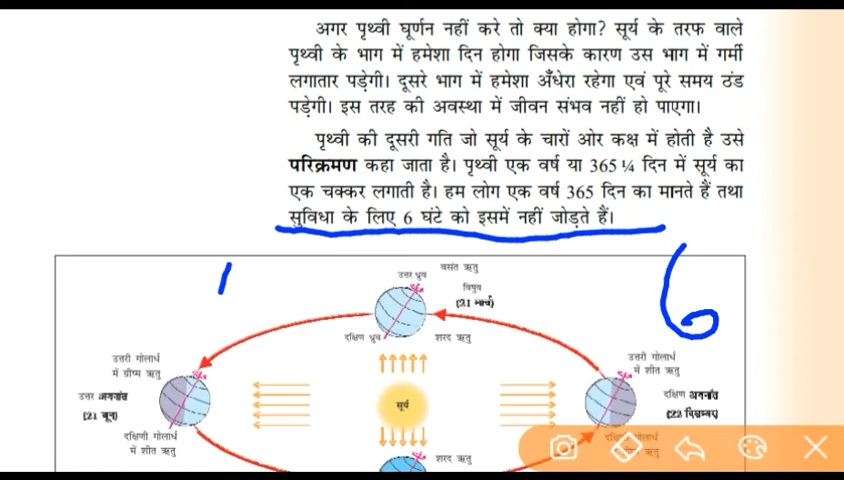 अगर पृथ्वी घूर्णन नहीं करे तो क्या होगा? सूर्य के तरफ वाले
पृथ्वी के भाग में हमेशा दिन होगा जिसके कारण उस भाग में गर्मी
लगातार पड़ेगी। दूसरे भाग में हमेशा अँधेरा रहेगा एवं पूरे समय ठंड
पड़ेगी। इस तरह की अवस्था में जीवन संभव नहीं हो पाएगा।
पृथ्वी की दूसरी गति जो सूर्य के चारों ओर कक्ष में होती है उसे
परिक्रमण कहा जाता है। पृथ्वी एक वर्ष या 365 ¼ दिन में सूर्य का
एक चक्कर लगाती है। हम लोग एक वर्ष 365 दिन का मानते हैं तथा
सुविधा के लिए 6 घंटे को इसमें नहीं जोड़ते हैं।
1
6
वसंत ऋतु
उत्तर ध्रुव
विषुव
(21 मार्च)
दक्षिण ध्रुव
शरद ऋतु
उत्तरी गोलार्ध
में ग्रीष्म ऋतु
उत्तर अयनांत
(21 जून)
दक्षिणी गोलार्ध
में शीत ऋतु
सूर्य
उत्तरी गोलार्ध
में शीत ऋतु
दक्षिण अयनांत
(22 दिसम्बर)
शरद ऋतु